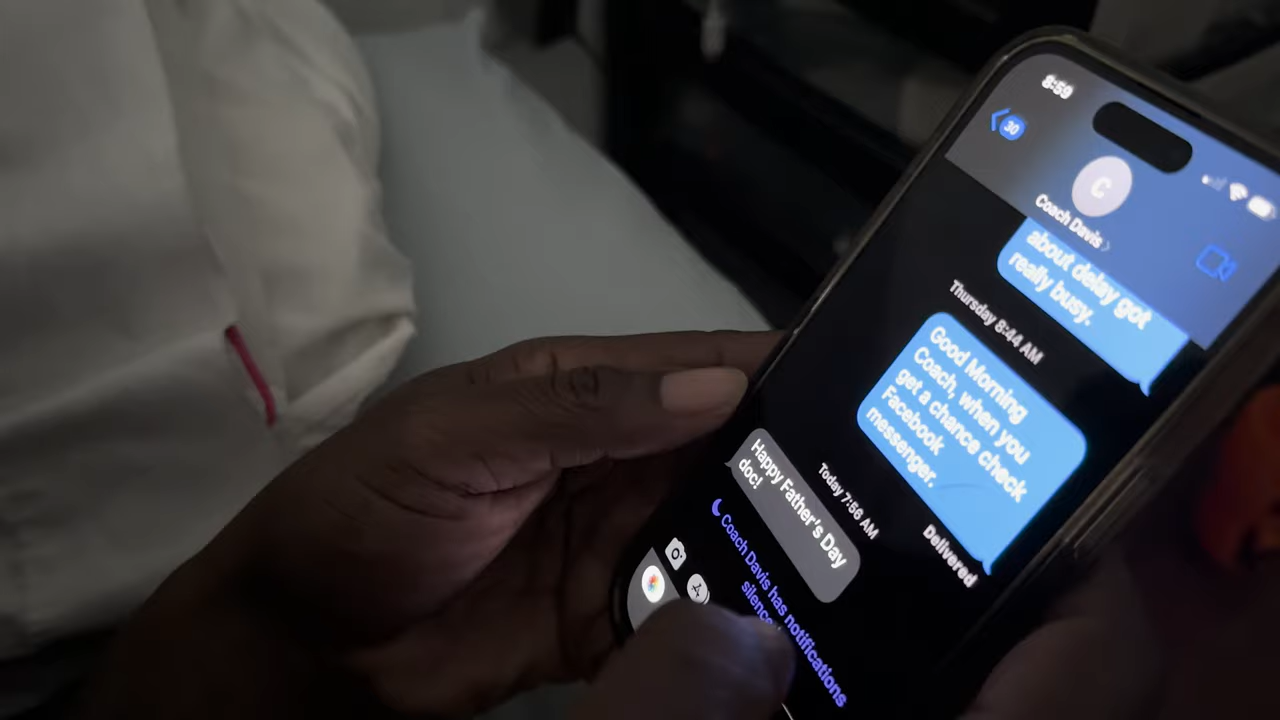 8:59
30
C
Coach Davis
about delay got
really busy.
Thursday 8:44 AM
Good Morning
Coach, when you
get a chance check
Facebook
messenger.
Delivered
Today 7:56 AM
Happy Father's Day
doc!
Coach Davis has notifications